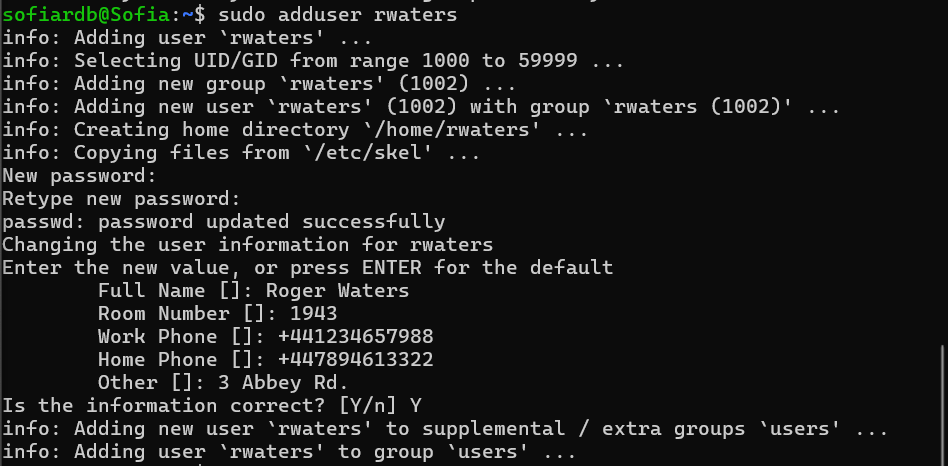 sofiardb@Sofia:~$ sudo adduser rwaters
info: Adding user `rwaters' ...
info: Selecting UID/GID from range 1000 to 59999 ...
info: Adding new group `rwaters' (1002) ...
info: Adding new user `rwaters' (1002) with group `rwaters (1002)' ...
info: Creating home directory `/home/rwaters' ...
info: Copying files from `/etc/skel' ...
New password:
Retype new password:
passwd: password updated successfully
Changing the user information for rwaters
Enter the new value, or press ENTER for the default
        Full Name []: Roger Waters
        Room Number []: 1943
        Work Phone []: +441234657988
        Home Phone []: +447894613322
        Other []: 3 Abbey Rd.
Is the information correct? [Y/n] Y
info: Adding new user `rwaters' to supplemental / extra groups `users' ...
info: Adding user `rwaters' to group `users' ...